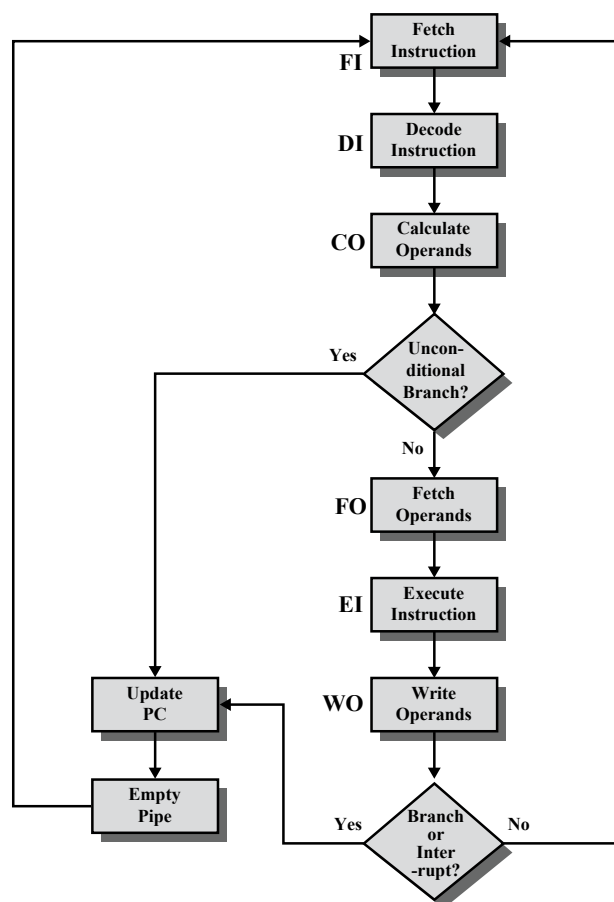 Fetch
Instruction
FI
Decode
Instruction
DI
Calculate
Operands
CO
Uncon-
ditional
Branch?
Yes
No
Fetch
Operands
FO
Execute
Instruction
EI
Write
Operands
WO
Update
PC
Empty
Pipe
Branch
or
Inter
-rupt?
Yes
No